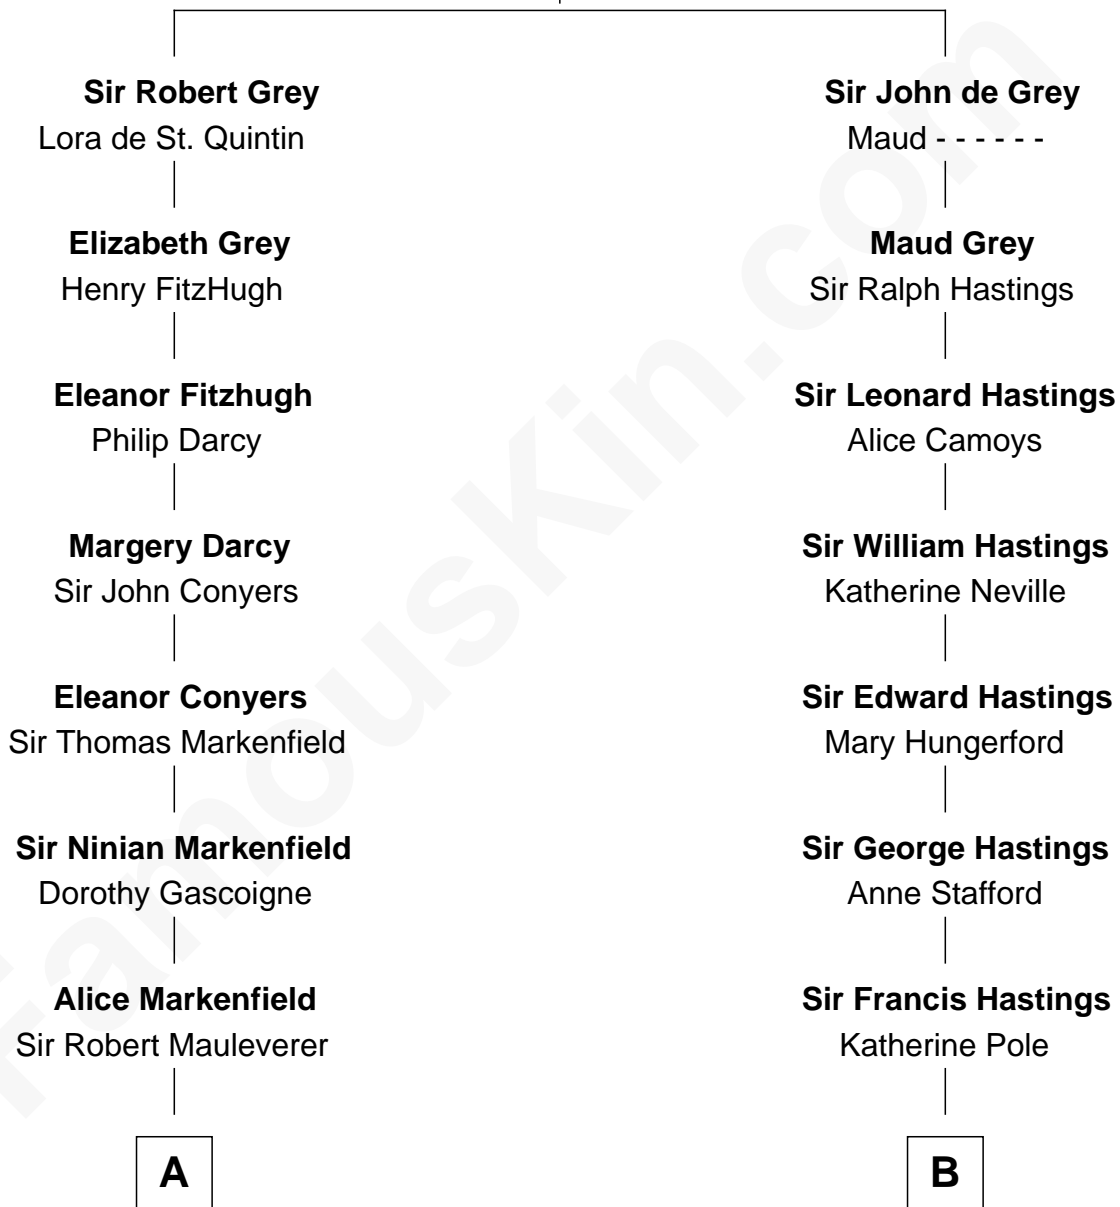 Sir Robert Grey
Lora de St. Quintin
Elizabeth Grey
Henry FitzHugh
Eleanor Fitzhugh
Philip Darcy
Margery Darcy
Sir John Conyers
Eleanor Conyers
Sir Thomas Markenfield
Sir Ninian Markenfield
Dorothy Gascoigne
Alice Markenfield
Sir Robert Mauleverer
A
Sir John de Grey
Maud - - - - - -
Maud Grey
Sir Ralph Hastings
Sir Leonard Hastings
Alice Camoys
Sir William Hastings
Katherine Neville
Sir Edward Hastings
Mary Hungerford
Sir George Hastings
Anne Stafford
Sir Francis Hastings
Katherine Pole
B
FamousKin.com